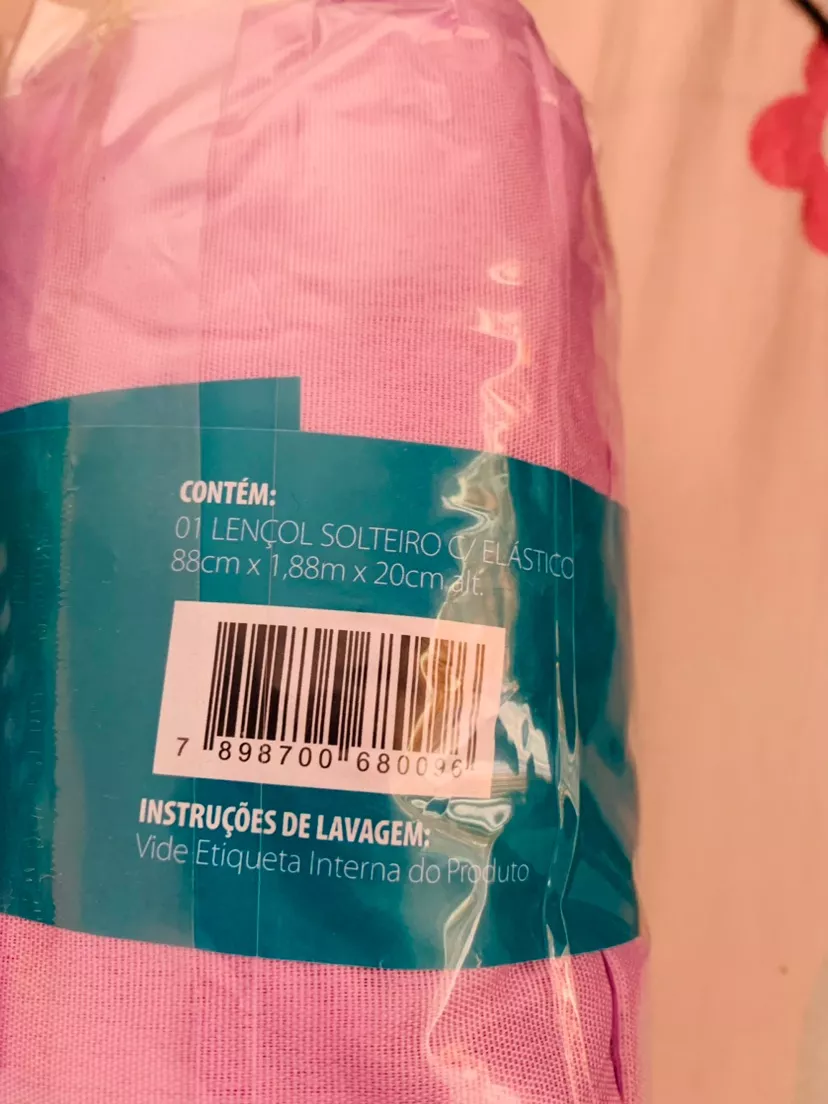 CONTÉM:
01 LENÇOL SOLTEIRO C/ ELÁSTICO
88cm x 1,88m x 20cm alt.
7 898700 680096
INSTRUÇÕES DE LAVAGEM:
Vide Etiqueta Interna do Produto